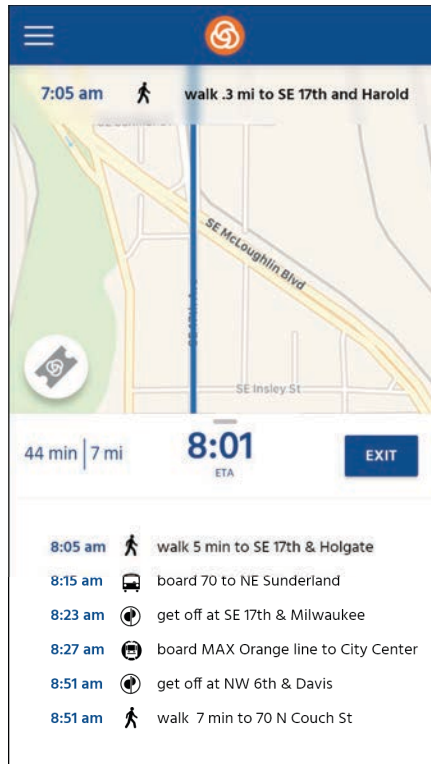 7:05 am walk .3 mi to SE 17th and Harold
SE McLoughlin Blvd
SE Insley St
44 min 7 mi
8:01
ETA
EXIT
8:05 am walk 5 min to SE 17th & Holgate
8:15 am board 70 to NE Sunderland
8:23 am get off at SE 17th & Milwaukee
8:27 am board MAX Orange line to City Center
8:51 am get off at NW 6th & Davis
8:51 am walk 7 min to 70 N Couch St